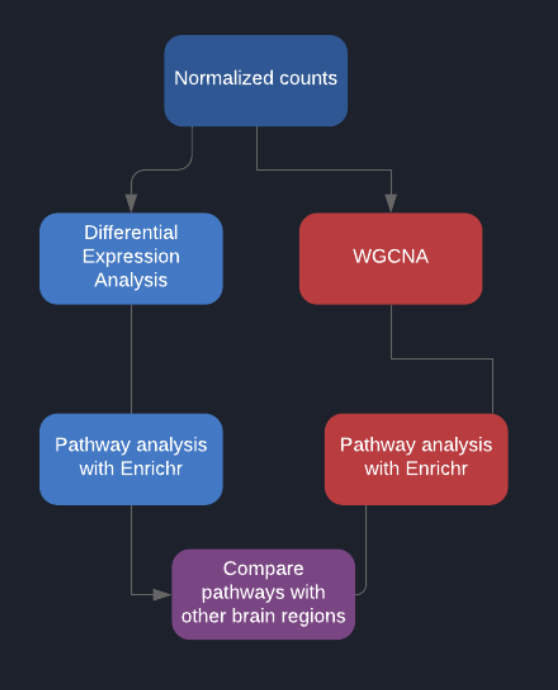 Normalized counts
Differential
Expression
Analysis
WGCNA
Pathway analysis
with Enrichr
Pathway analysis
with Enrichr
Compare
pathways with
other brain regions